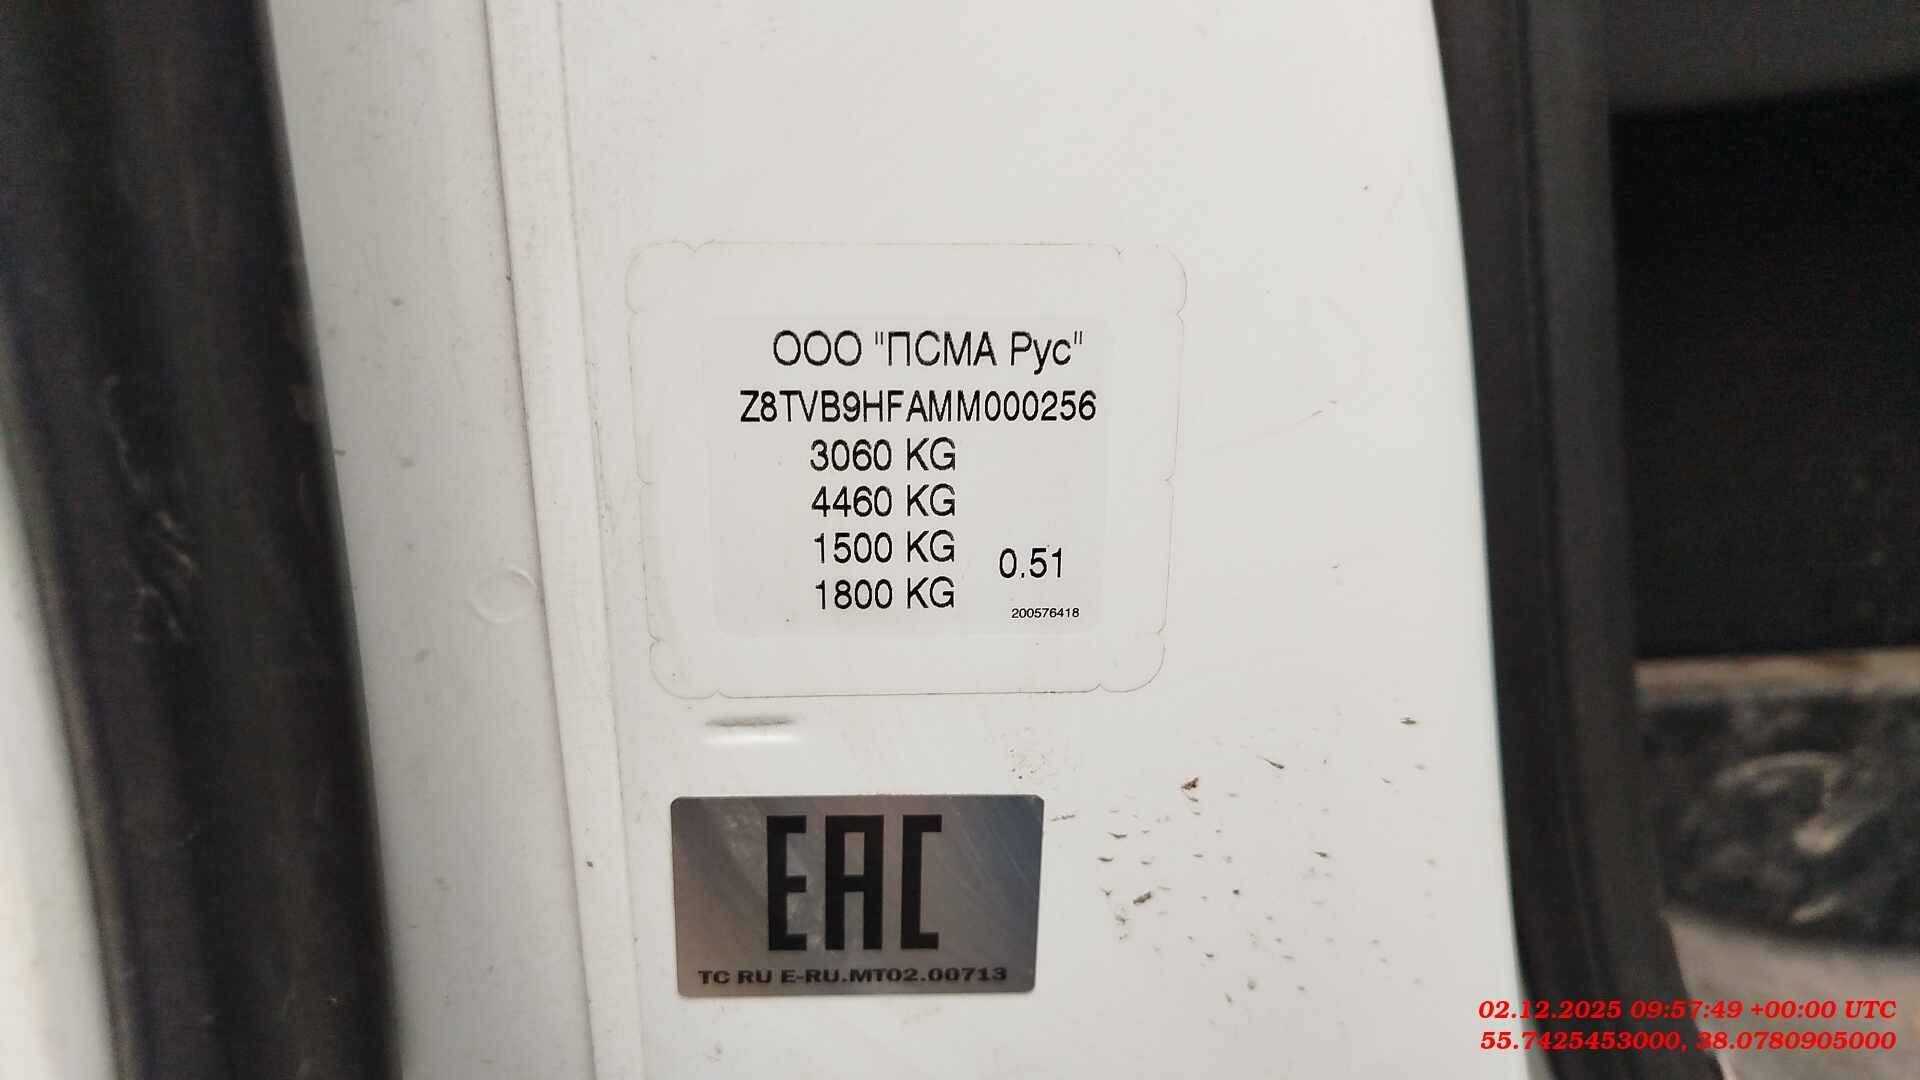 ООО "ПСМА Рус"
Z8TVB9HFAMM000256
3060 KG
4460 KG
1500 KG
0.51
1800 KG
200576418
EAC
TC RU E-RU.MT02.00713
02.12.2025 09:57:49 +00:00 UTC
55.7425453000, 38.0780905000